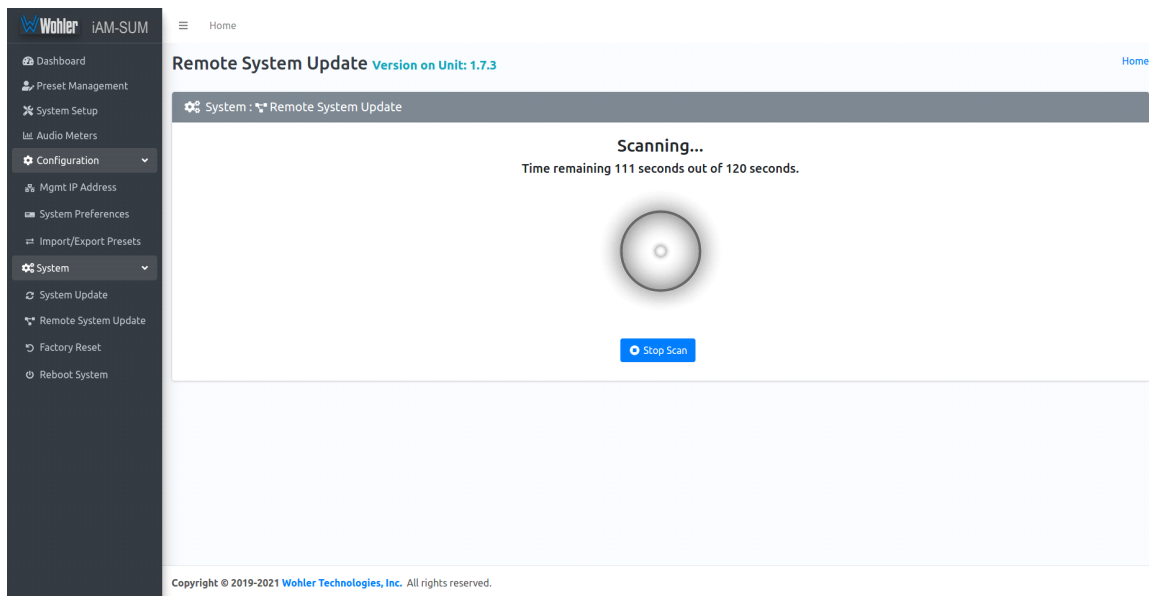 Wohler iAM-SUM
Home
Dashboard
Preset Management
System Setup
Audio Meters
Configuration
Mgmt IP Address
System Preferences
Import/Export Presets
System
System Update
Remote System Update
Factory Reset
Reboot System
Remote System Update Version on Unit: 1.7.3
Home
System : Remote System Update
Scanning...
Time remaining 111 seconds out of 120 seconds.
Stop Scan
Copyright © 2019-2021 Wohler Technologies, Inc. All rights reserved.